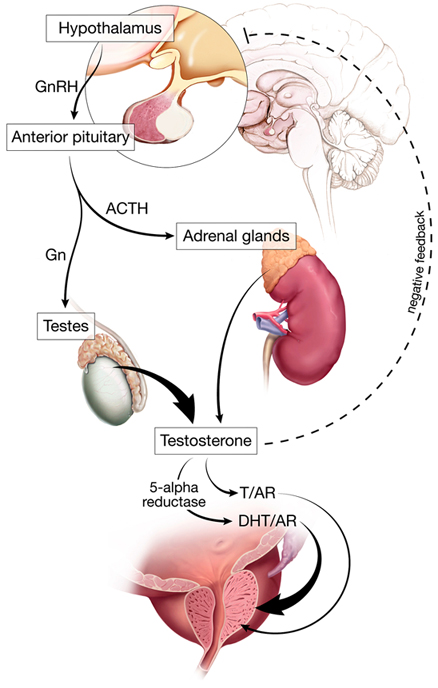 Hypothalamus
GnRH
Anterior pituitary
ACTH
Adrenal glands
Gn
negative feedback
Testes
Testosterone
5-alpha
reductase
T/AR
DHT/AR